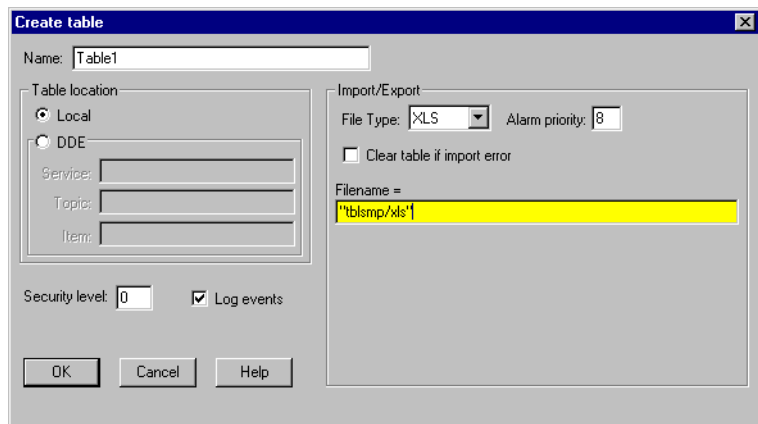 Create table
Name: Table1
Table location
Local
DDE
Service:
Topic:
Item:
Security level: 0
Log events
OK
Cancel
Help
Import/Export
File Type: XLS
Alarm priority: 8
Clear table if import error
Filename =
"tblsmp/xls"